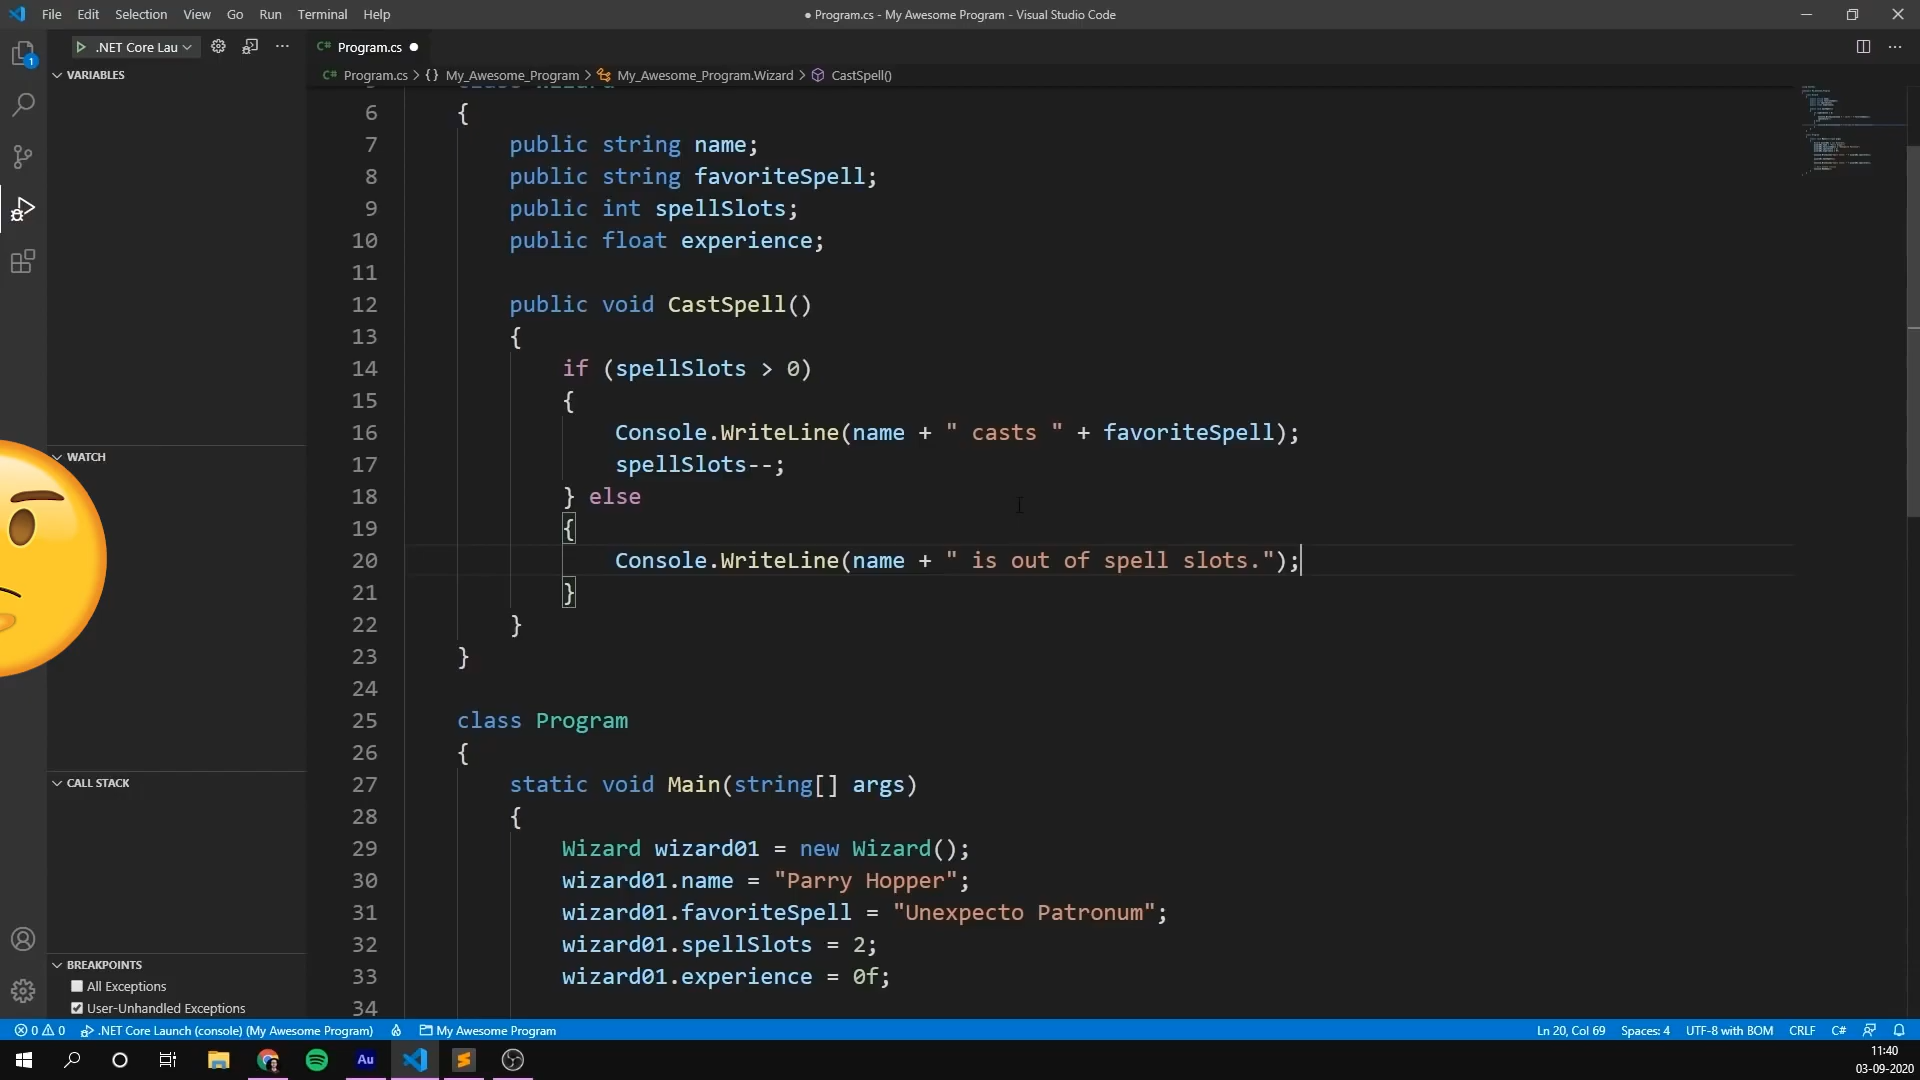 File Edit Selection View Go Run Terminal Help
● Program.cs - My Awesome Program - Visual Studio Code
.NET Core Lau
C# Program.cs ●
VARIABLES
C# Program.cs > {} My_Awesome_Program > My_Awesome_Program.Wizard > CastSpell()
6 {
7 public string name;
8 public string favoriteSpell;
9 public int spellSlots;
10 public float experience;
11
12 public void CastSpell()
13 {
14 if (spellSlots > 0)
15 {
16 Console.WriteLine(name + " casts " + favoriteSpell);
17 spellSlots--;
18 } else
19 {
20 Console.WriteLine(name + " is out of spell slots.");
21 }
22 }
23 }
24
25 class Program
26 {
27 static void Main(string[] args)
28 {
29 Wizard wizard01 = new Wizard();
30 wizard01.name = "Parry Hopper";
31 wizard01.favoriteSpell = "Unexpecto Patronum";
32 wizard01.spellSlots = 2;
33 wizard01.experience = 0f;
34
1
WATCH
CALL STACK
BREAKPOINTS
All Exceptions
User-Unhandled Exceptions
0 0 .NET Core Launch (console) (My Awesome Program) My Awesome Program
Ln 20, Col 69 Spaces: 4 UTF-8 with BOM CRLF C#
Au
11:40
03-09-2020